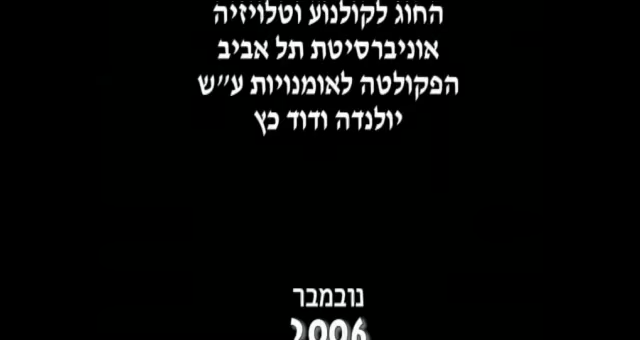 החוג לקולנוע וטלויזיה
אוניברסיטת תל אביב
הפקולטה לאומנויות ע״ש
יולנדה ודוד כץ
נובמבר
2006